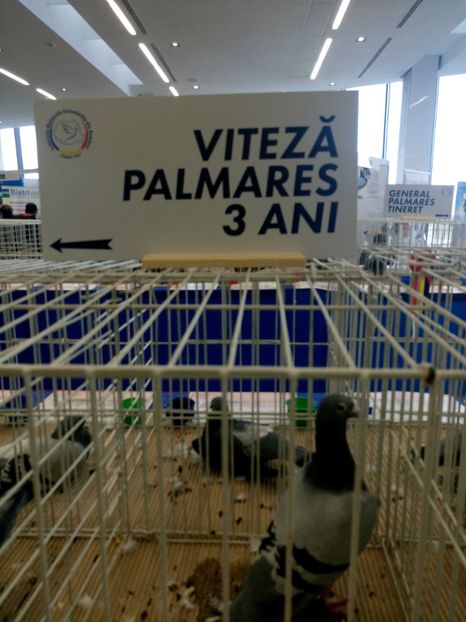 VITEZĂ
PALMARES
3 ANI
GENERAL
PALMARES
TINERET